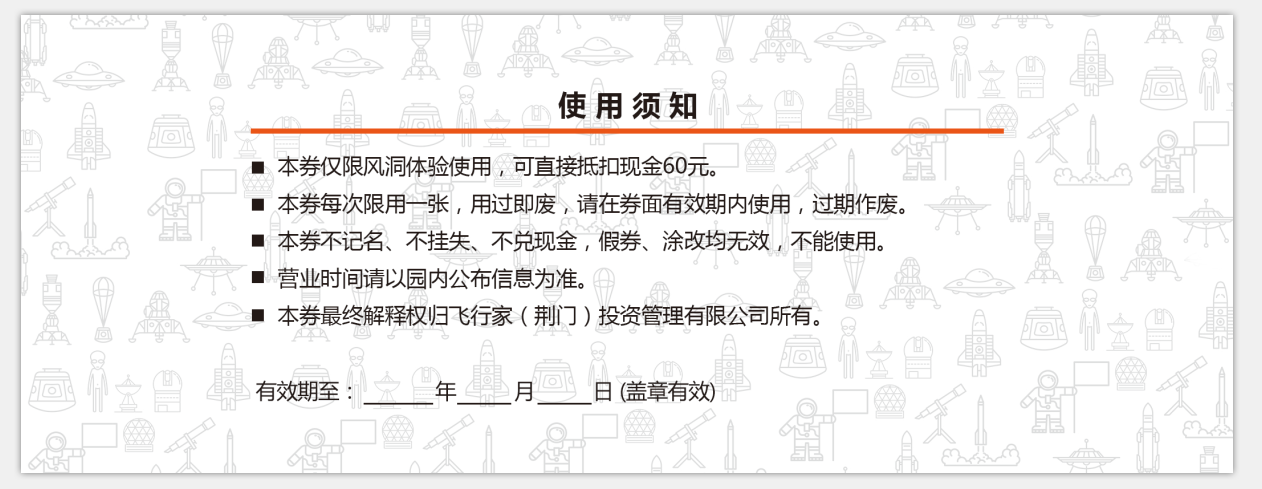 使用须知
■ 本券仅限风洞体验使用，可直接抵扣现金60元。
■ 本券每次限用一张，用过即废，请在券面有效期内使用，过期作废。
■ 本券不记名、不挂失、不兑现金，假券、涂改均无效，不能使用。
■ 营业时间请以园内公布信息为准。
■ 本券最终解释权归飞行家（荆门）投资管理有限公司所有。
有效期至：______年_____月_____日 (盖章有效)